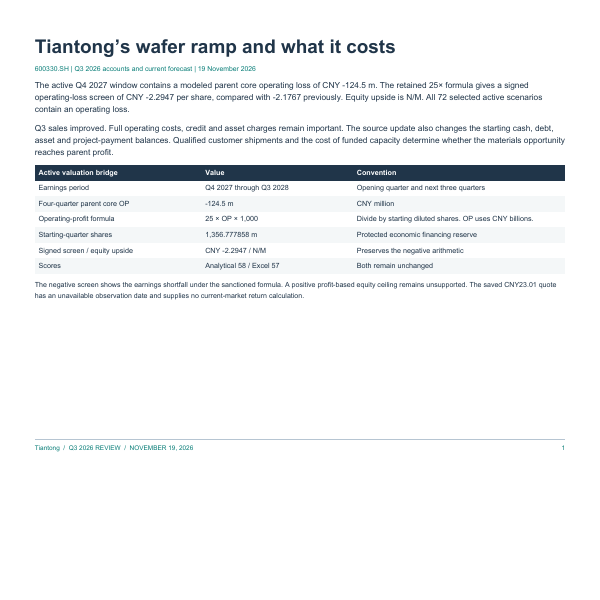 Tiantong's wafer ramp and what it costs
600330.SH | Q3 2026 accounts and current forecast | 19 November 2026
The active Q4 2027 window contains a modeled parent core operating loss of CNY -124.5 m. The retained 25× formula gives a signed
operating-loss screen of CNY -2.2947 per share, compared with -2.1767 previously. Equity upside is N/M. All 72 selected active scenarios
contain an operating loss.
Q3 sales improved. Full operating costs, credit and asset charges remain important. The source update also changes the starting cash, debt,
asset and project-payment balances. Qualified customer shipments and the cost of funded capacity determine whether the materials opportunity
reaches parent profit.
Active valuation bridge Value Convention
Earnings period Q4 2027 through Q3 2028 Opening quarter and next three quarters
Four-quarter parent core OP -124.5 m CNY million
Operating-profit formula 25 × OP × 1,000 Divide by starting diluted shares. OP uses CNY billions.
Starting-quarter shares 1,356.777858 m Protected economic financing reserve
Signed screen / equity upside CNY -2.2947 / N/M Preserves the negative arithmetic
Scores Analytical 58 / Excel 57 Both remain unchanged
The negative screen shows the earnings shortfall under the sanctioned formula. A positive profit-based equity ceiling remains unsupported. The saved CNY23.01 quote
has an unavailable observation date and supplies no current-market return calculation.
Tiantong / Q3 2026 REVIEW / NOVEMBER 19, 2026 1